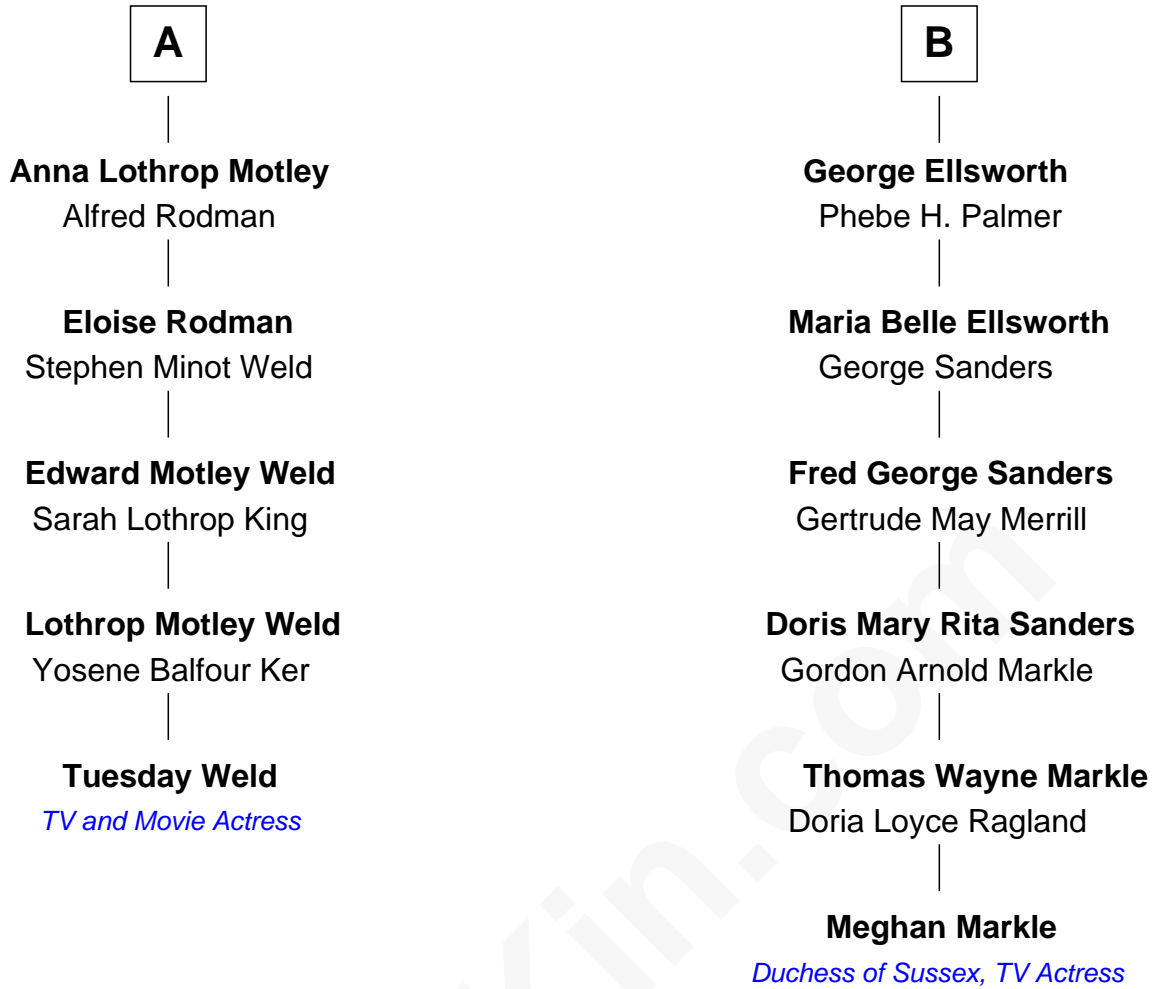 A
Anna Lothrop Motley
Alfred Rodman
Eloise Rodman
Stephen Minot Weld
Edward Motley Weld
Sarah Lothrop King
Lothrop Motley Weld
Yosene Balfour Ker
Tuesday Weld
TV and Movie Actress
B
George Ellsworth
Phebe H. Palmer
Maria Belle Ellsworth
George Sanders
Fred George Sanders
Gertrude May Merrill
Doris Mary Rita Sanders
Gordon Arnold Markle
Thomas Wayne Markle
Doria Loyce Ragland
Meghan Markle
Duchess of Sussex, TV Actress
Kin.com